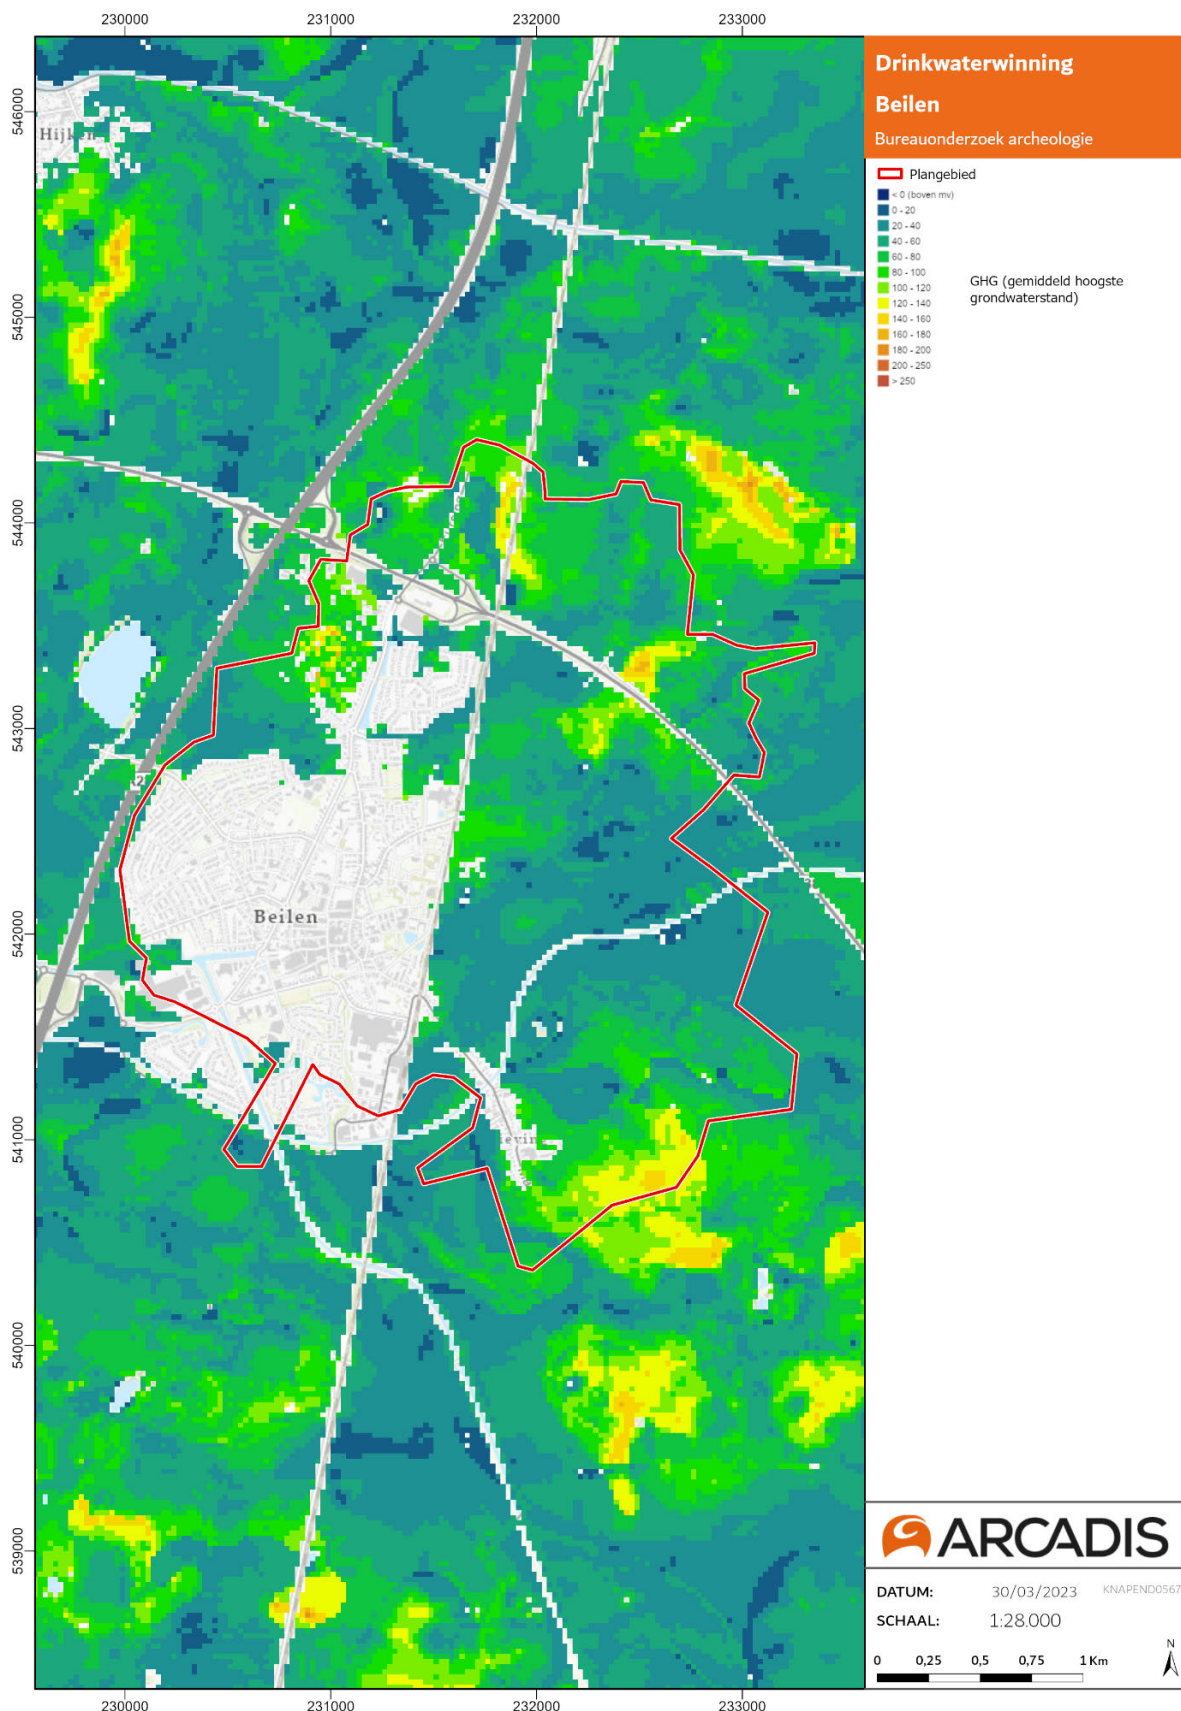 230000
231000
232000
233000
Drinkwaterwinning
Beilen
Bureauonderzoek archeologie
Plangebied
< 0 (boven mv)
0 - 20
20 - 40
40 - 60
60 - 80
80 - 100
100 - 120
120 - 140
140 - 160
160 - 180
180 - 200
200 - 250
> 250
GHG (gemiddeld hoogste
grondwaterstand)
546000
545000
544000
543000
542000
541000
540000
539000
Beilen
ARCADIS
DATUM: 30/03/2023 KNAPEND0567
SCHAAL: 1:28.000
N
0 0,25 0,5 0,75 1 Km
230000
231000
232000
233000